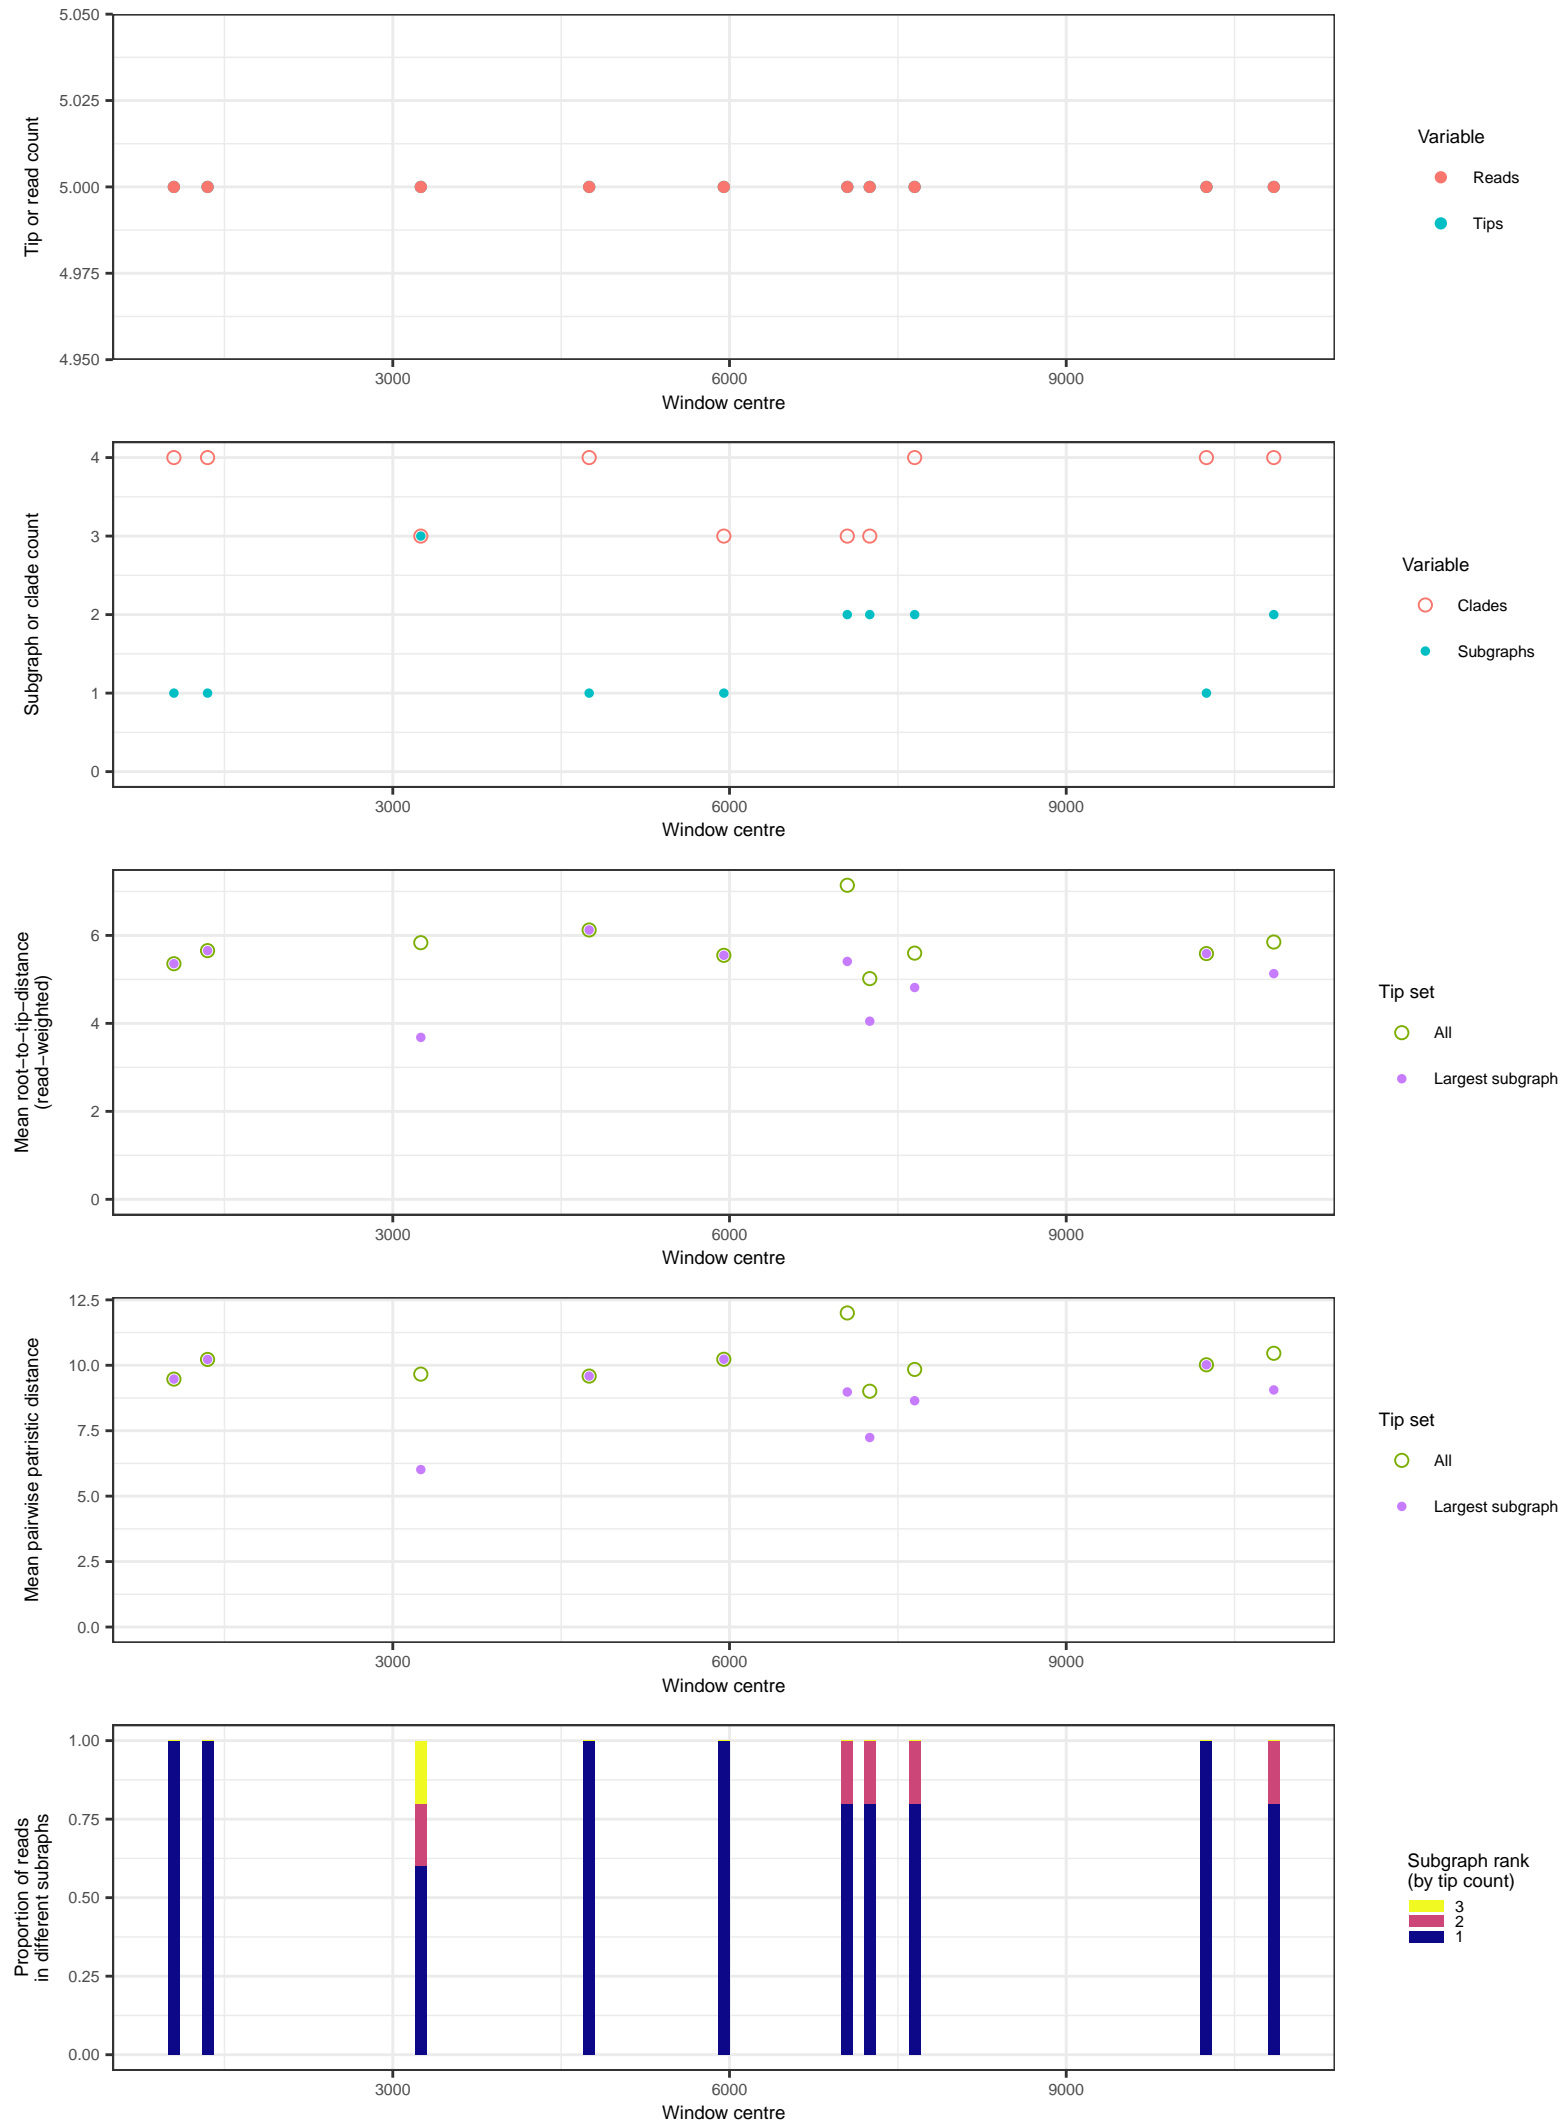 5.050
5.025
5.000
4.975
4.950
Tip or read count
3000 6000 9000
Window centre
Variable
Reads
Tips
4
3
2
1
0
Subgraph or clade count
3000 6000 9000
Window centre
Variable
Clades
Subgraphs
6
4
2
0
Mean root−to−tip−distance
(read−weighted)
3000 6000 9000
Window centre
Tip set
All
Largest subgraph
12.5
10.0
7.5
5.0
2.5
0.0
Mean pairwise patristic distance
3000 6000 9000
Window centre
Tip set
All
Largest subgraph
1.00
0.75
0.50
0.25
0.00
Proportion of reads
in different subraphs
3000 6000 9000
Window centre
Subgraph rank
(by tip count)
3
2
1